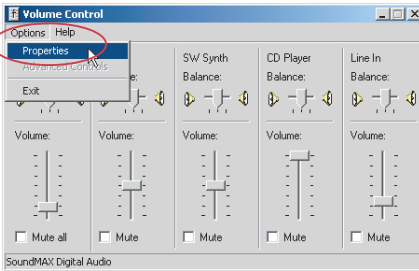 Volume Control
Options Help
Properties
Advanced Controls
Exit
SW Synth
CD Player
Line In
Balance:
Balance:
Balance:
Volume:
Volume:
Volume:
Volume:
Volume:
Mute all
Mute
Mute
Mute
Mute
SoundMAX Digital Audio